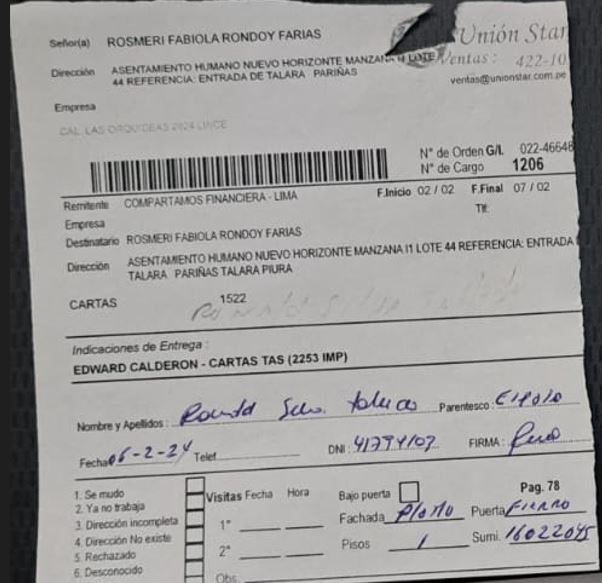 Señor(a) ROSMERI FABIOLA RONDOY FARIAS
Unión Star
Dirección ASENTAMIENTO HUMANO NUEVO HORIZONTE MANZANA LOTE
44 REFERENCIA: ENTRADA DE TALARA PARIÑAS
Ventas: 422-10
ventas@unionstar.com.pe
Empresa
CAL. LAS ORQUIDEAS 2624 LINCE
N° de Orden G/I. 022-46648
N° de Cargo 1206
Remitente COMPARTAMOS FINANCIERA - LIMA
F.Inicio 02 / 02 F.Final 07 / 02
Empresa
Tlf:
Destinatario ROSMERI FABIOLA RONDOY FARIAS
Dirección ASENTAMIENTO HUMANO NUEVO HORIZONTE MANZANA I1 LOTE 44 REFERENCIA: ENTRADA
TALARA PARIÑAS TALARA PIURA
CARTAS 1522
Indicaciones de Entrega :
EDWARD CALDERON - CARTAS TAS (2253 IMP)
Nombre y Apellidos : Parentesco: Esposo
Fecha 06-2-24 Telef. DNI : 41794107 FIRMA:
1. Se mudo
2. Ya no trabaja
3. Dirección incompleta
4. Dirección No existe
5. Rechazado
6. Desconocido
Visitas Fecha Hora
1°
2°
Obs.
Bajo puerta
Pag. 78
Fachada Puerta Fierro
Pisos 1 Sumi. 16022045